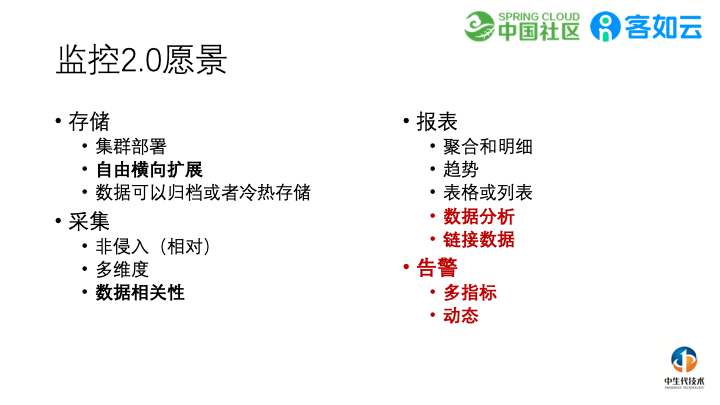 SPRING CLOUD
中国社区
客如云
监控2.0愿景
• 存储
• 集群部署
• 自由横向扩展
• 数据可以归档或者冷热存储
• 采集
• 非侵入（相对）
• 多维度
• 数据相关性
• 报表
• 聚合和明细
• 趋势
• 表格或列表
• 数据分析
• 链接数据
• 告警
• 多指标
• 动态
中生代技术